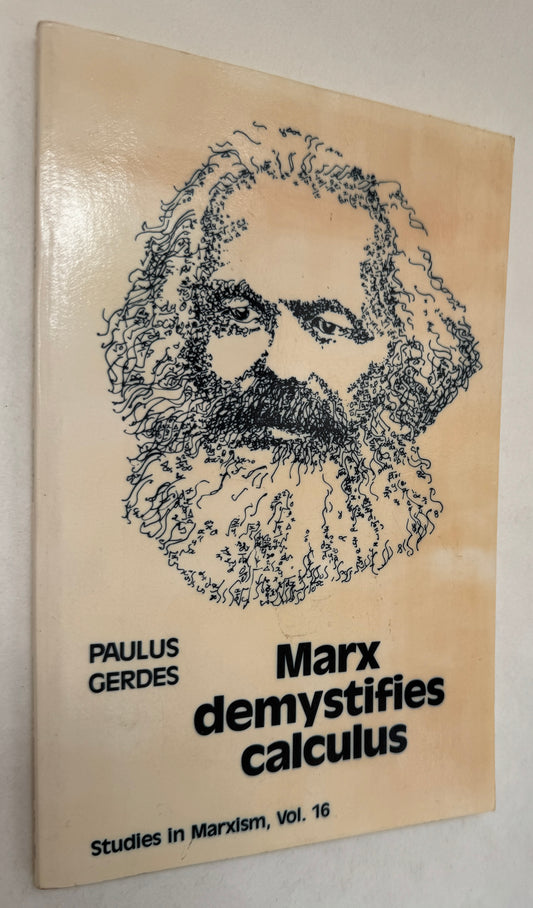 PAULUS
GERDES
Marx
demystifies
calculus
Studies in Marxism, Vol. 16